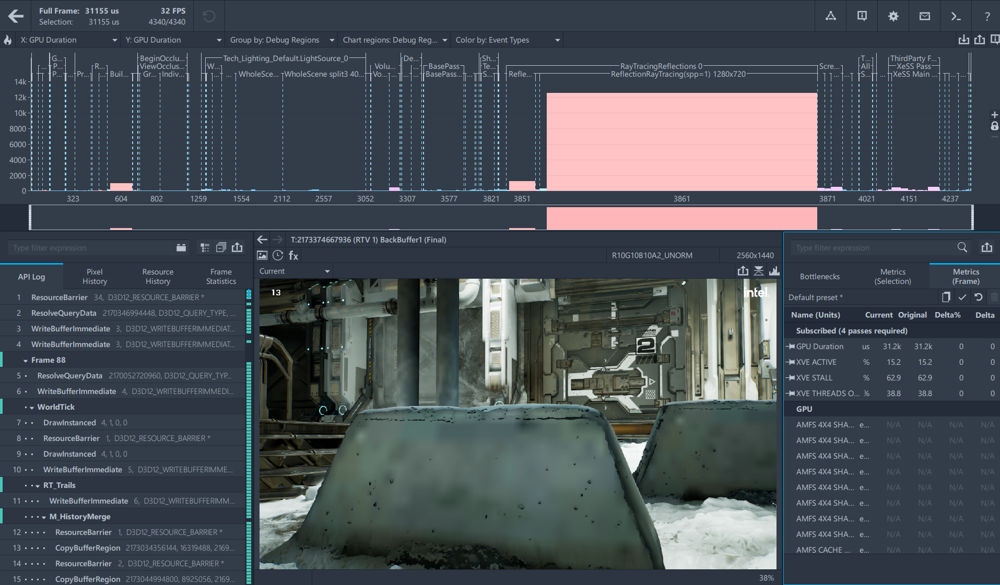 Full Frame: 31155 us 32 FPS
Selection: 31155 us 4340/4340
?
X: GPU Duration Y: GPU Duration Group by: Debug Regions Chart regions: Debug Reg... Color by: Event Types
G... BeginOcclu... Tech_Lighting_Default.LightSource_0 De... Sh... T... ThirdParty F...
... P... R... ViewOcclus... W... Volu... ... BasePass Te... RayTracingReflections 0 Scre... All XeSS Pass
P... ... Pr... ... Buil... Gr... Indiv... ... ... WholeSce... WholeScene split3 40... Vo... ... ... BasePass... ... S... Refle... ... ReflectionRayTracing(spp=1) 1280x720 ... ... S... ... XeSS Main ... ... ...
14k
12k
10k
8000
6000
4000
2000
0
323 604 802 1259 1554 2112 2557 3052 3307 3577 3821 3851 3861 3871 4021 4151 4237
Type filter expression
API Log
Pixel History
Resource History
Frame Statistics
1 ResourceBarrier 34, D3D12_RESOURCE_BARRIER *
2 ResolveQueryData 2170346994448, D3D12_QUERY_TYPE, ...
3 WriteBufferImmediate 3, D3D12_WRITEBUFFERIMMEDIAT...
4 WriteBufferImmediate 3, D3D12_WRITEBUFFERIMMEDIAT...
Frame 88
5 ResolveQueryData 2170052720960, D3D12_QUERY_TYP...
6 WriteBufferImmediate 4, D3D12_WRITEBUFFERIMMEDI...
WorldTick
7 DrawInstanced 4, 1, 0, 0
8 ResourceBarrier 1, D3D12_RESOURCE_BARRIER *
9 DrawInstanced 4, 1, 0, 0
10 WriteBufferImmediate 5, D3D12_WRITEBUFFERIMME...
RT_Trails
11 WriteBufferImmediate 6, D3D12_WRITEBUFFERIMM...
M_HistoryMerge
12 ResourceBarrier 1, D3D12_RESOURCE_BARRIER *
13 CopyBufferRegion 2173034356144, 16319488, 2169...
14 ResourceBarrier 2, D3D12_RESOURCE_BARRIER *
15 CopyBufferRegion 2173044994800, 8925056, 2169...
T:2173374667936 (RTV 1) BackBuffer1 (Final)
fx R10G10B10A2_UNORM 2560x1440
Current
13
intel.
WARNING
2
38%
Type filter expression
Bottlenecks
Metrics (Selection)
Metrics (Frame)
Default preset *
Name (Units) Current Original Delta% Delta
Subscribed (4 passes required)
GPU Duration us 31.2k 31.2k 0 0
XVE ACTIVE % 15.2 15.2 0 0
XVE STALL % 62.9 62.9 0 0
XVE THREADS O... % 38.8 38.8 0 0
GPU
AMFS 4X4 SHA... e... N/A N/A N/A N/A
AMFS 4X4 SHA... e... N/A N/A N/A N/A
AMFS 4X4 SHA... e... N/A N/A N/A N/A
AMFS 4X4 SHA... e... N/A N/A N/A N/A
AMFS 4X4 SHA... e... N/A N/A N/A N/A
AMFS 4X4 SHA... e... N/A N/A N/A N/A
AMFS 4X4 SHA... e... N/A N/A N/A N/A
AMFS 4X4 SHA... e... N/A N/A N/A N/A
AMFS CACHE ... e... N/A N/A N/A N/A